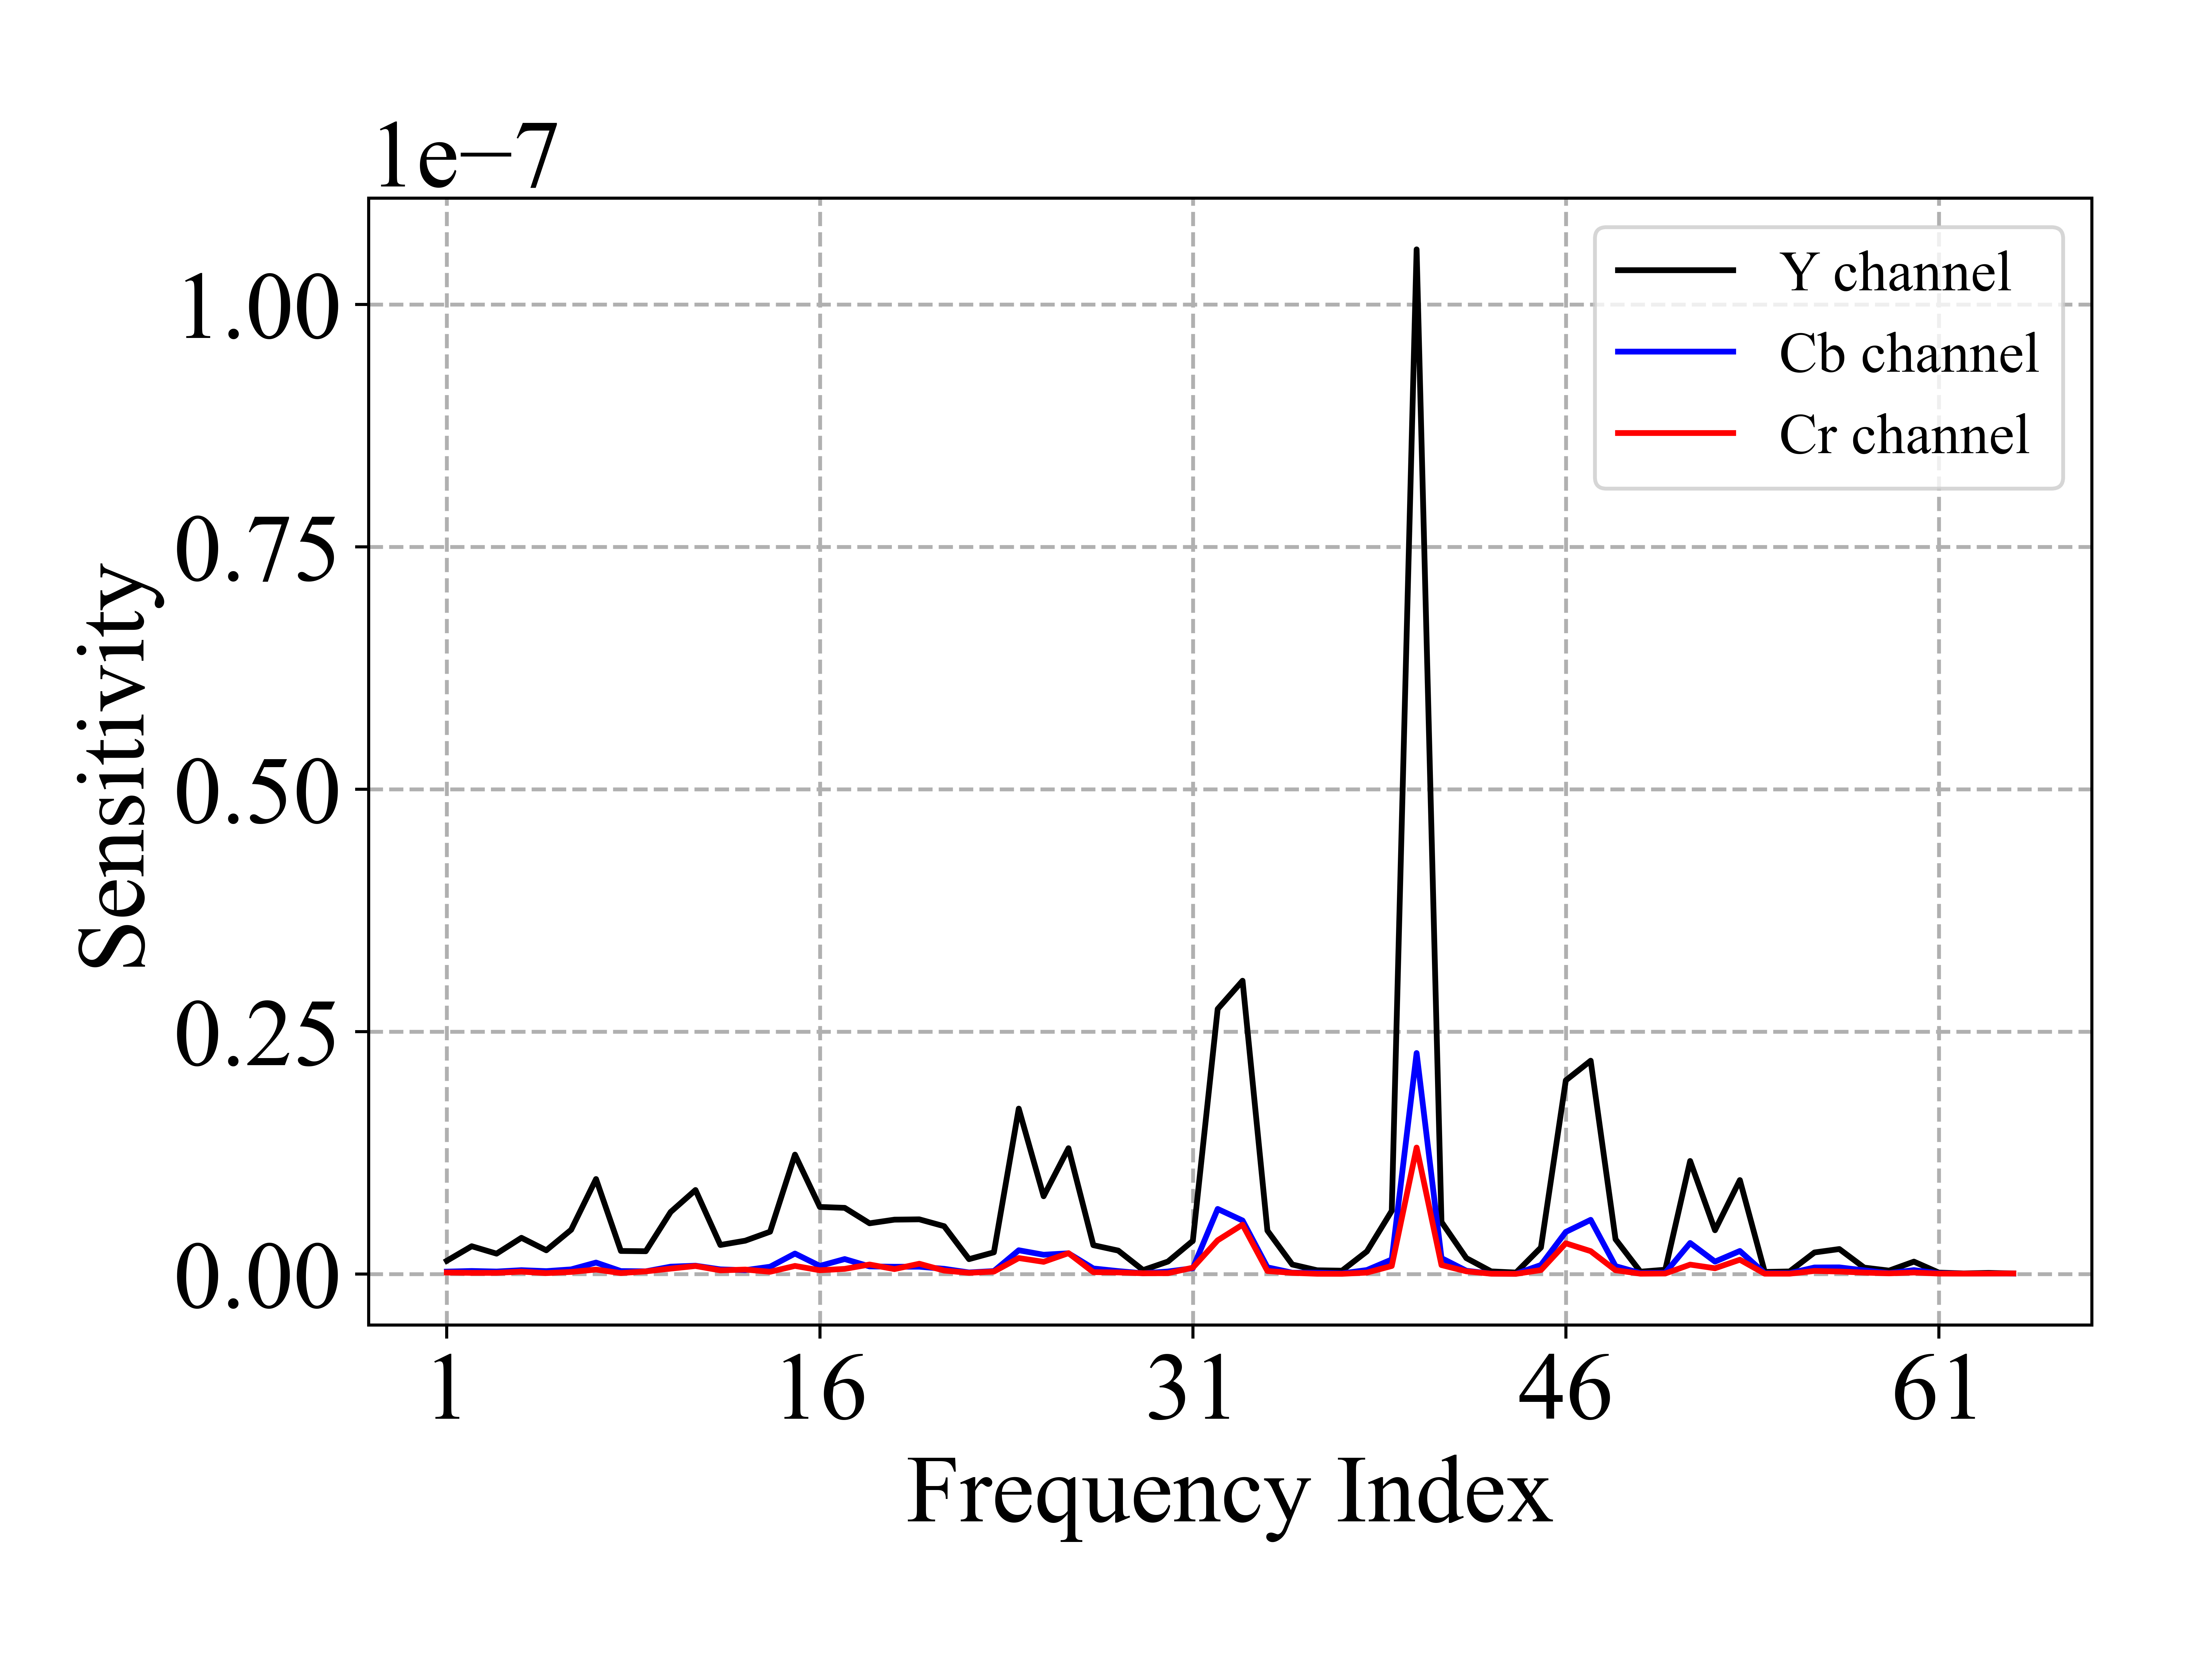 1e−7
1.00
0.75
0.50
0.25
0.00
Sensitivity
1
16
31
46
61
Frequency Index
Y channel
Cb channel
Cr channel